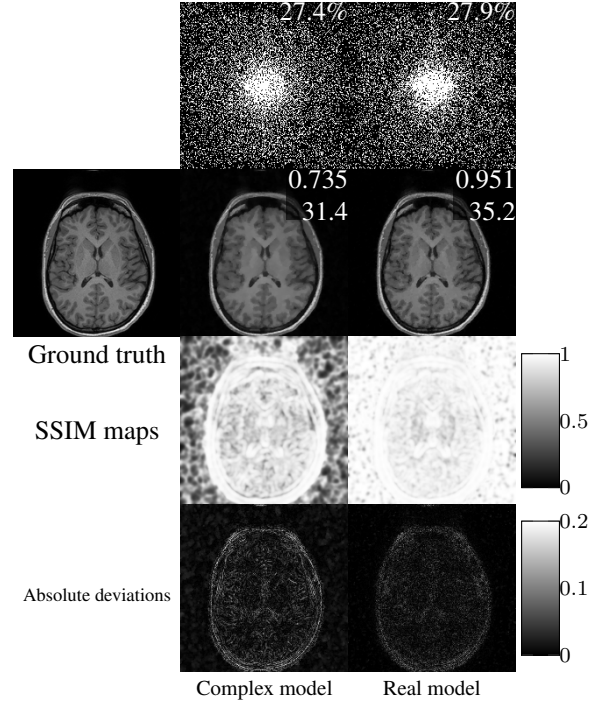 27.4% 27.9%
0.735 0.951
31.4 35.2
Ground truth
1
SSIM maps
0.5
0
0.2
Absolute deviations
0.1
0
Complex model Real model